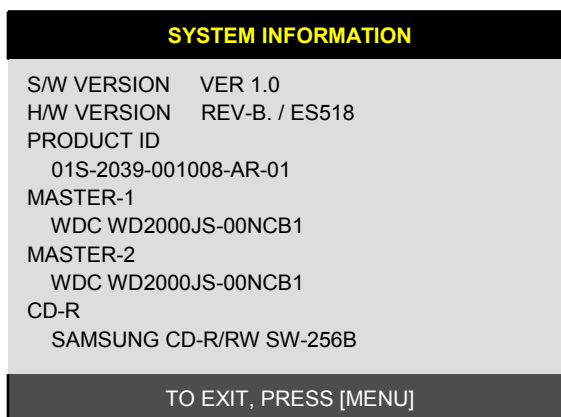 SYSTEM INFORMATION
S/W VERSION VER 1.0
H/W VERSION REV-B. / ES518
PRODUCT ID
01S-2039-001008-AR-01
MASTER-1
WDC WD2000JS-00NCB1
MASTER-2
WDC WD2000JS-00NCB1
CD-R
SAMSUNG CD-R/RW SW-256B
TO EXIT, PRESS [MENU]